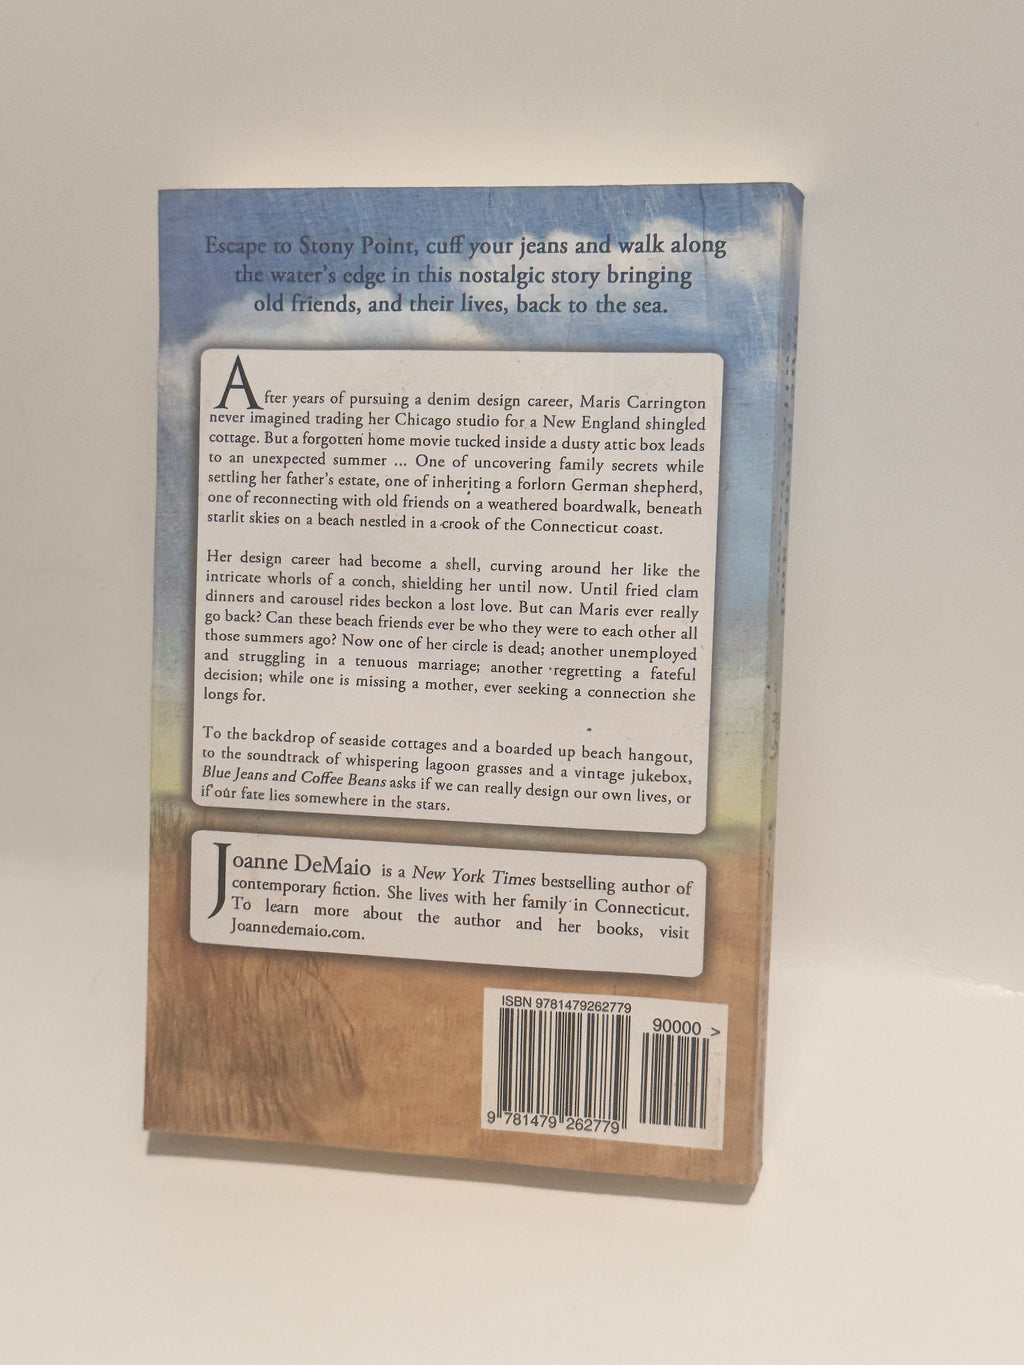 Escape to Stony Point, cuff your jeans and walk along
the water's edge in this nostalgic story bringing
old friends, and their lives, back to the sea.
After years of pursuing a denim design career, Maris Carrington
never imagined trading her Chicago studio for a New England shingled
cottage. But a forgotten home movie tucked inside a dusty attic box leads
to an unexpected summer ... One of uncovering family secrets while
settling her father's estate, one of inheriting a forlorn German shepherd,
one of reconnecting with old friends on a weathered boardwalk, beneath
starlit skies on a beach nestled in a crook of the Connecticut coast.
Her design career had become a shell, curving around her like the
intricate whorls of a conch, shielding her until now. Until fried clam
dinners and carousel rides beckon a lost love. But can Maris ever really
go back? Can these beach friends ever be who they were to each other all
those summers ago? Now one of her circle is dead; another unemployed
and struggling in a tenuous marriage; another regretting a fateful
decision; while one is missing a mother, ever seeking a connection she
longs for.
To the backdrop of seaside cottages and a boarded up beach hangout,
to the soundtrack of whispering lagoon grasses and a vintage jukebox,
Blue Jeans and Coffee Beans asks if we can really design our own lives, or
if our fate lies somewhere in the stars.
Joanne DeMaio is a New York Times bestselling author of
contemporary fiction. She lives with her family in Connecticut.
To learn more about the author and her books, visit
Joannedemaio.com.
ISBN 9781479262779
90000 >
9 781479 262779